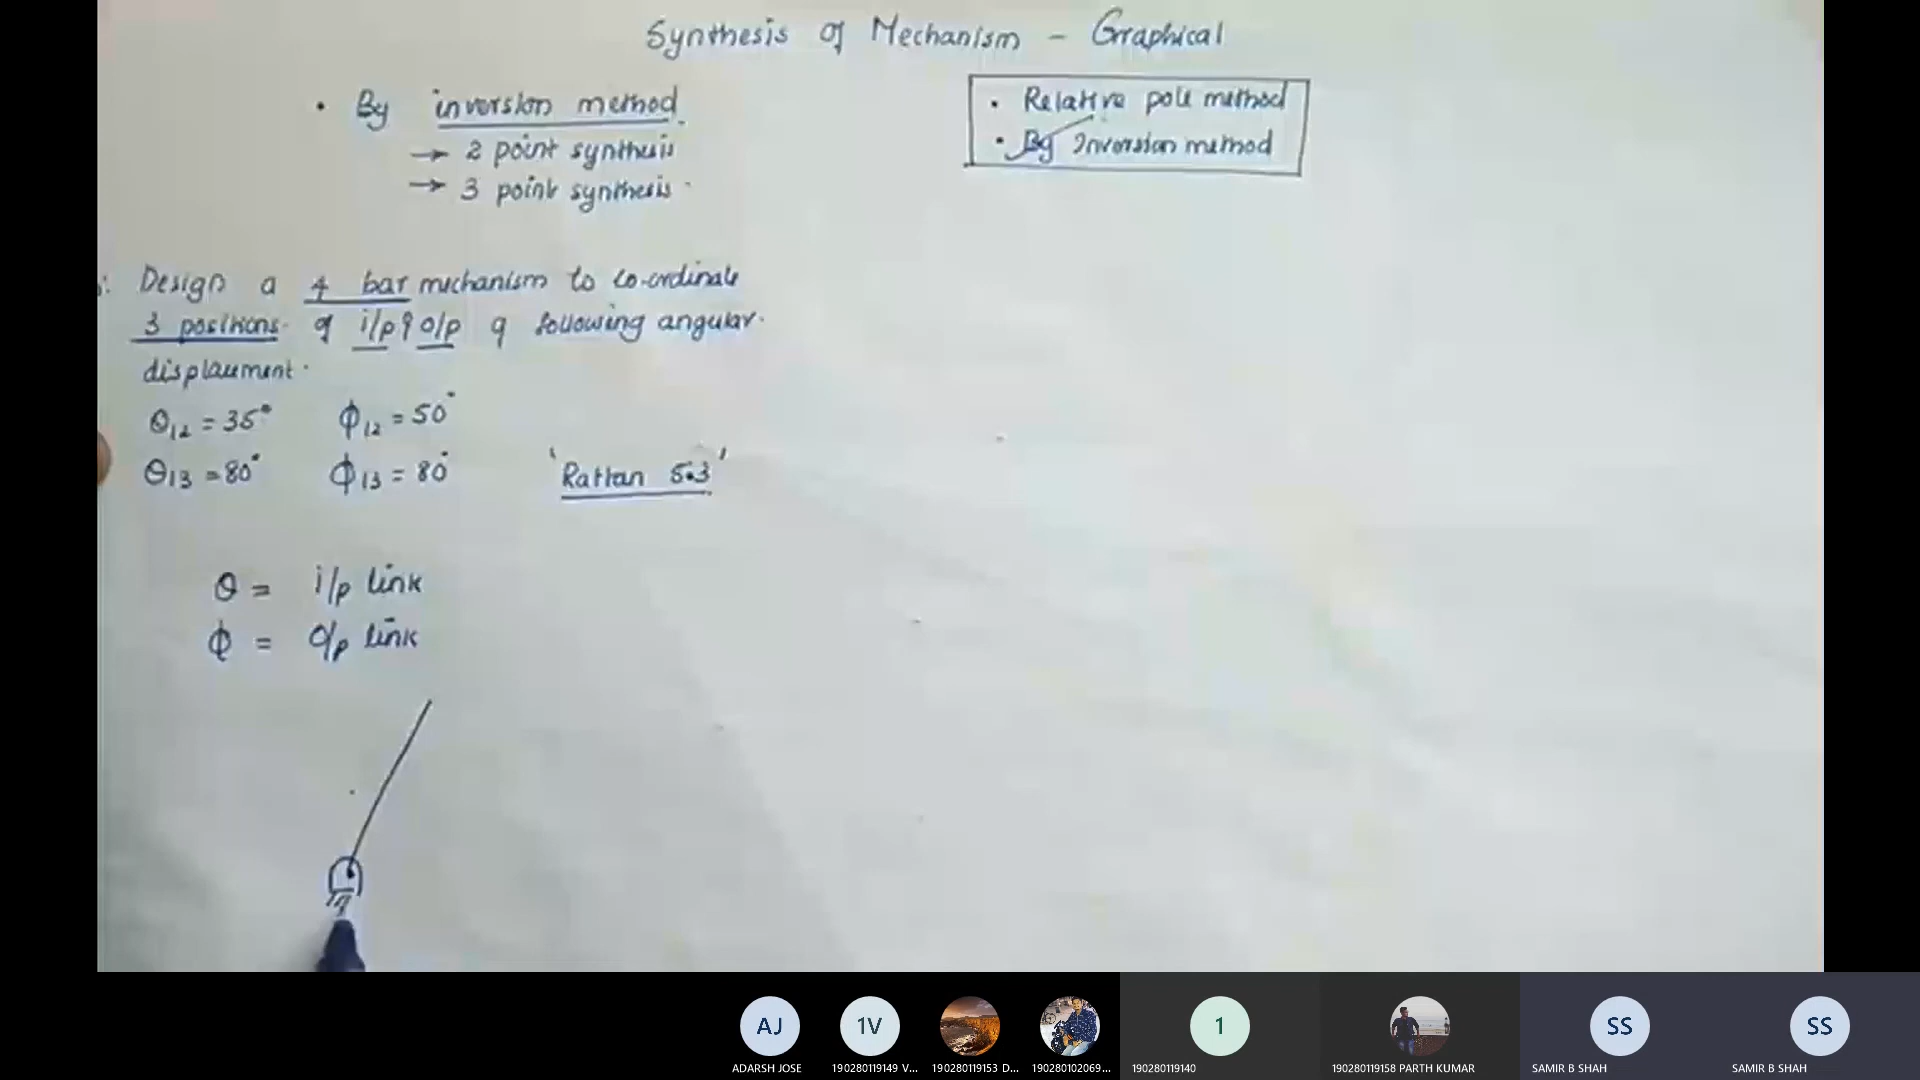 Synthesis of Mechanism - Graphical
• By inversion method.
→ 2 point synthesis
→ 3 point synthesis.
• Relative pole method
• By Inversion method
Design a 4 bar mechanism to co-ordinate
3 positions of i/p & o/p of following angular.
displacement.
θ12 = 35° ϕ12 = 50°
θ13 = 80° ϕ13 = 80°
'Rattan 5.3'
θ = i/p link
ϕ = o/p link
AJ
1V
1
SS
SS
ADARSH JOSE
190280119149 V...
190280119153 D...
190280102069...
190280119140
190280119158 PARTH KUMAR
SAMIR B SHAH
SAMIR B SHAH